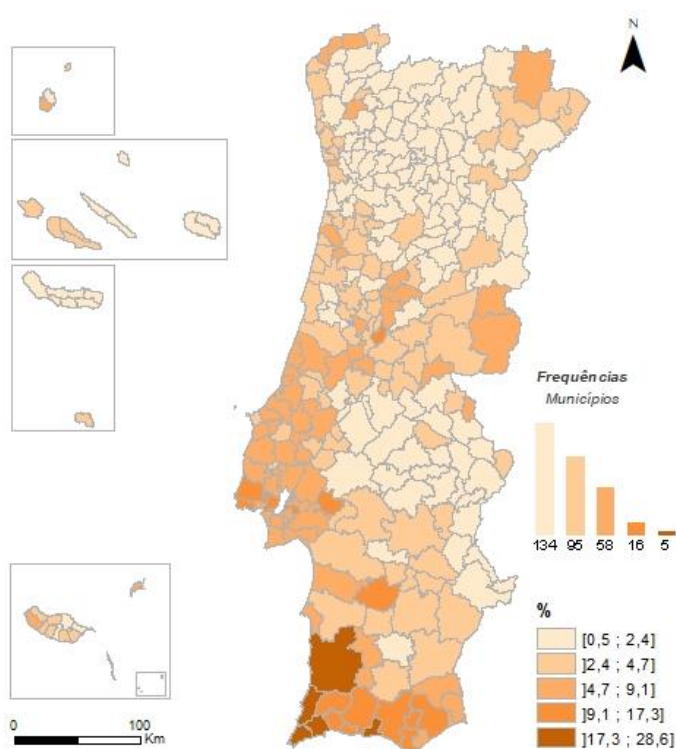 N
Frequências
Municípios
134 95 58 16 5
%
[0,5 ; 2,4]
]2,4 ; 4,7]
]4,7 ; 9,1]
]9,1 ; 17,3]
]17,3 ; 28,6]
0 100
Km